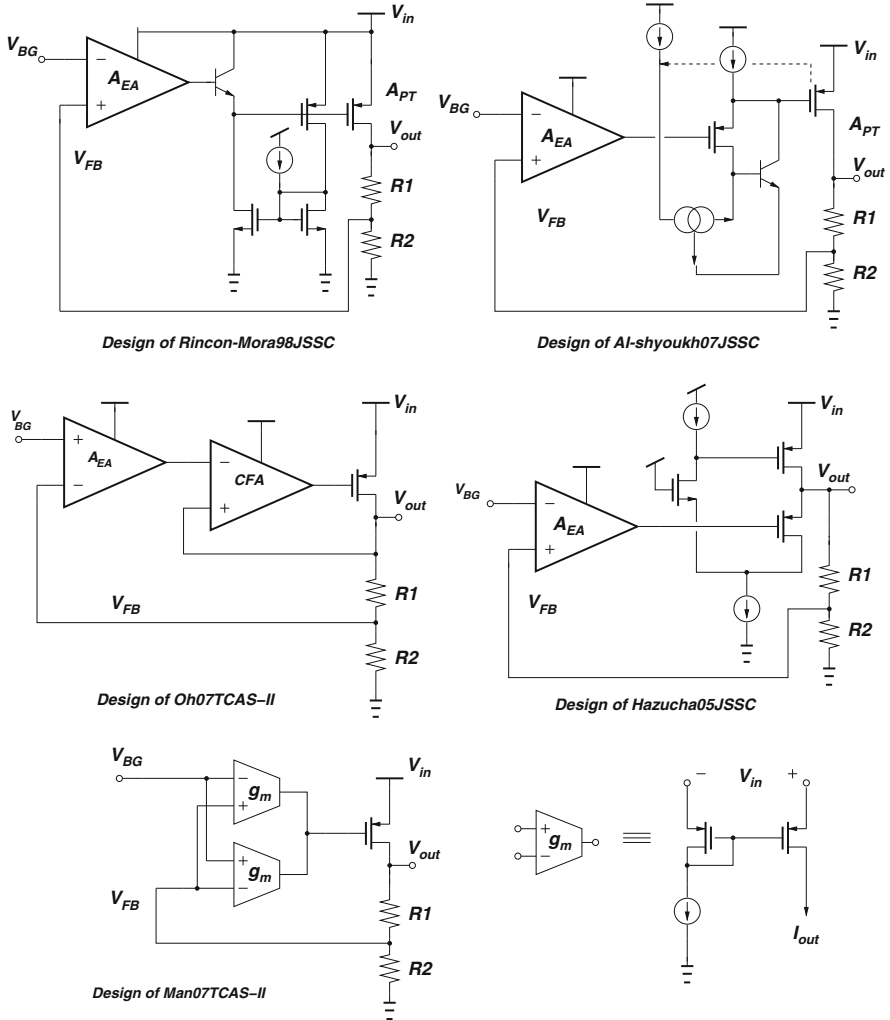 V_in
V_BG
−
A_EA
+
A_PT
V_out
V_FB
R1
R2
Design of Rincon-Mora98JSSC
V_in
V_BG
−
A_EA
+
A_PT
V_out
V_FB
R1
R2
Design of Al-shyoukh07JSSC
V_in
V_BG
+
A_EA
−
−
CFA
+
V_out
V_FB
R1
R2
Design of Oh07TCAS−II
V_in
V_out
V_BG
−
A_EA
+
V_FB
R1
R2
Design of Hazucha05JSSC
V_BG
−
g_m
+
V_in
+
g_m
−
V_out
V_FB
R1
R2
Design of Man07TCAS−II
− V_in +
+
g_m
−
I_out